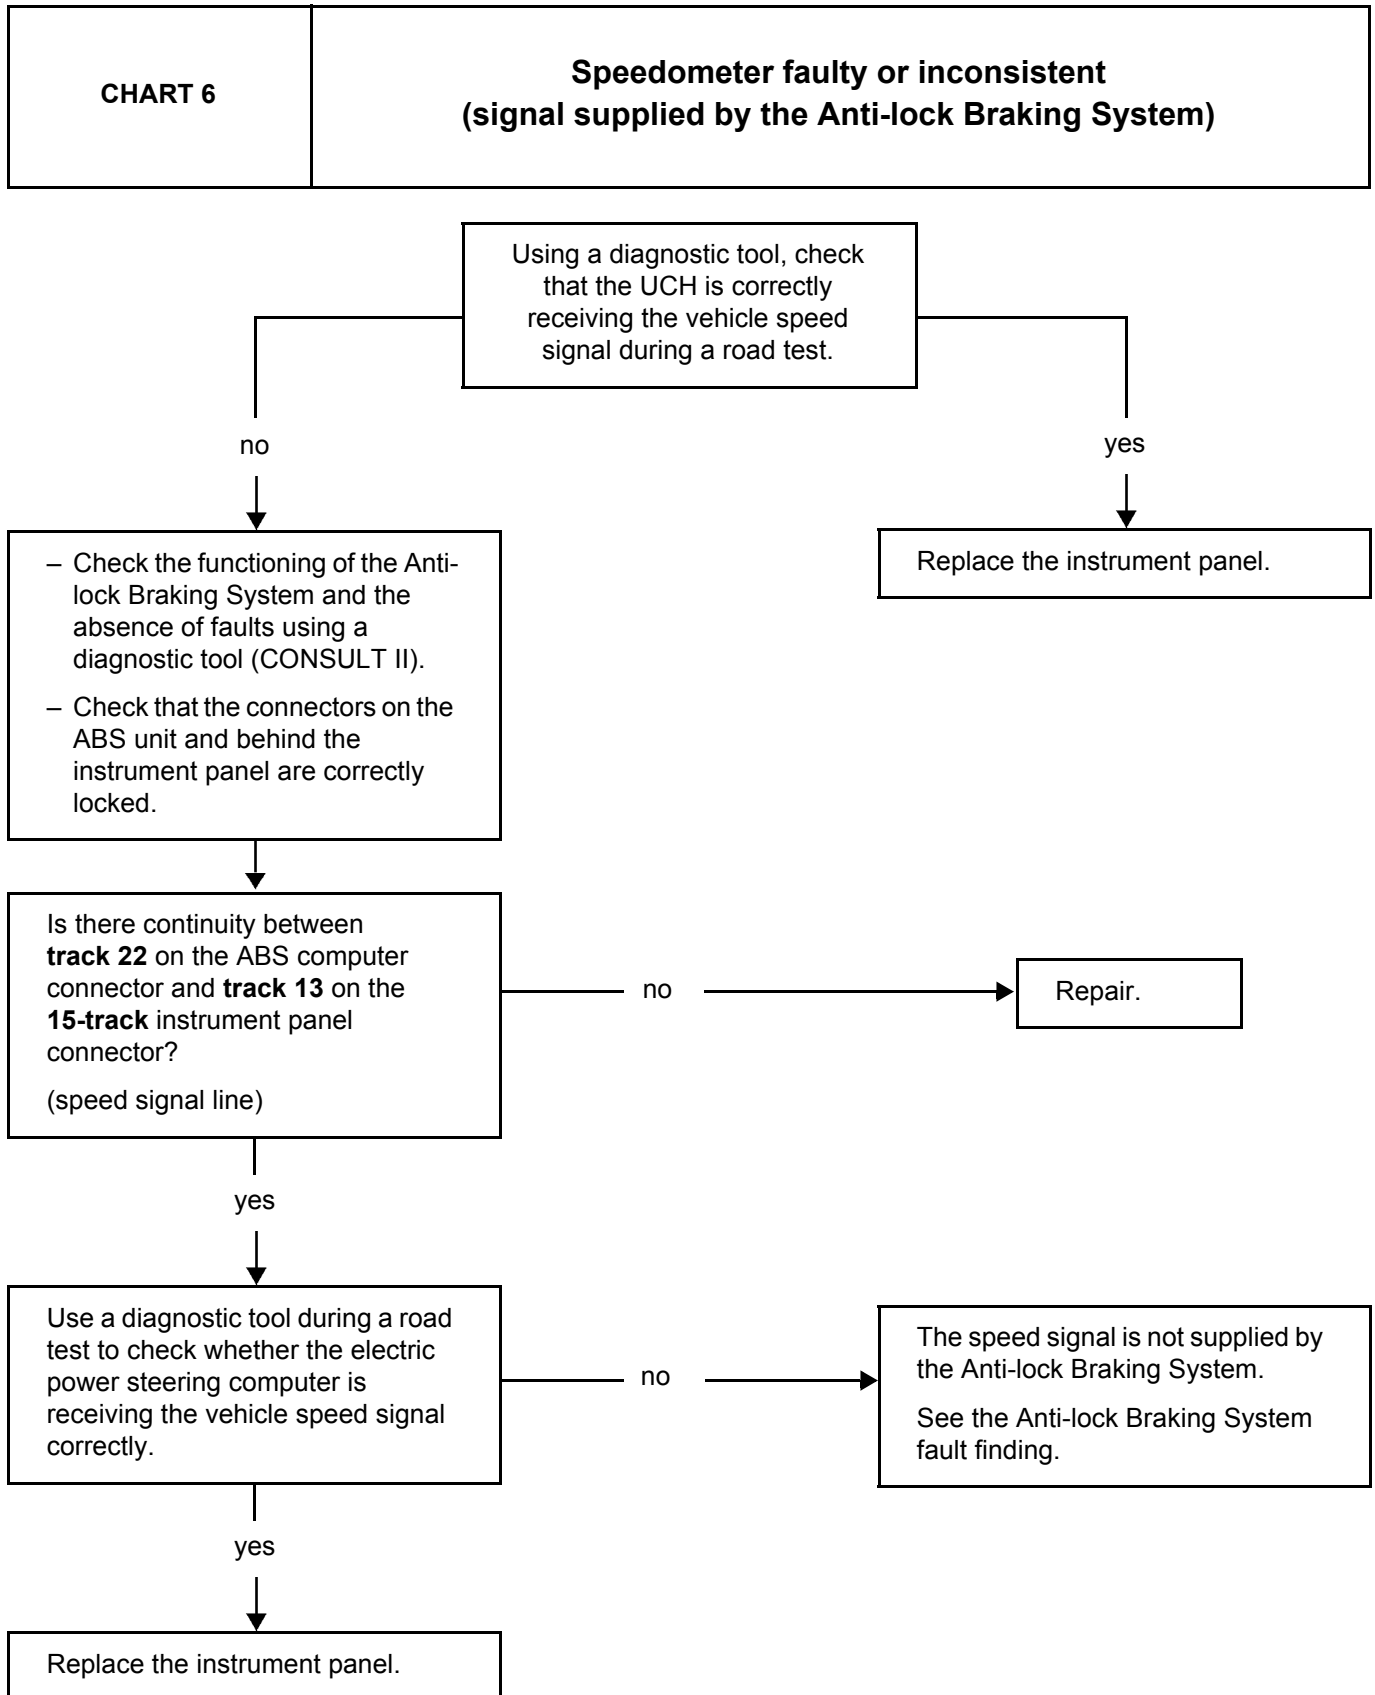 CHART 6
Speedometer faulty or inconsistent
(signal supplied by the Anti-lock Braking System)
Using a diagnostic tool, check
that the UCH is correctly
receiving the vehicle speed
signal during a road test.
no
yes
– Check the functioning of the Anti-
lock Braking System and the
absence of faults using a
diagnostic tool (CONSULT II).
– Check that the connectors on the
ABS unit and behind the
instrument panel are correctly
locked.
Replace the instrument panel.
Is there continuity between
track 22 on the ABS computer
connector and track 13 on the
15-track instrument panel
connector?
(speed signal line)
no
Repair.
yes
Use a diagnostic tool during a road
test to check whether the electric
power steering computer is
receiving the vehicle speed signal
correctly.
no
The speed signal is not supplied by
the Anti-lock Braking System.
See the Anti-lock Braking System
fault finding.
yes
Replace the instrument panel.